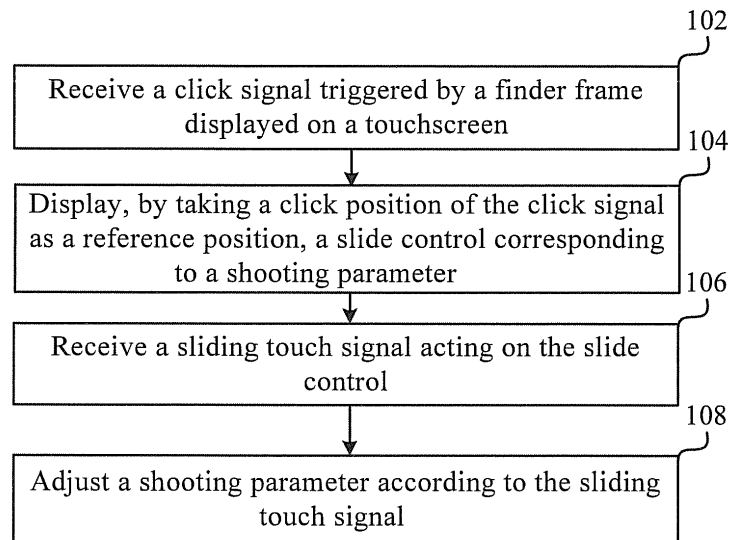 102
Receive a click signal triggered by a finder frame
displayed on a touchscreen
104
Display, by taking a click position of the click signal
as a reference position, a slide control corresponding
to a shooting parameter
106
Receive a sliding touch signal acting on the slide
control
108
Adjust a shooting parameter according to the sliding
touch signal